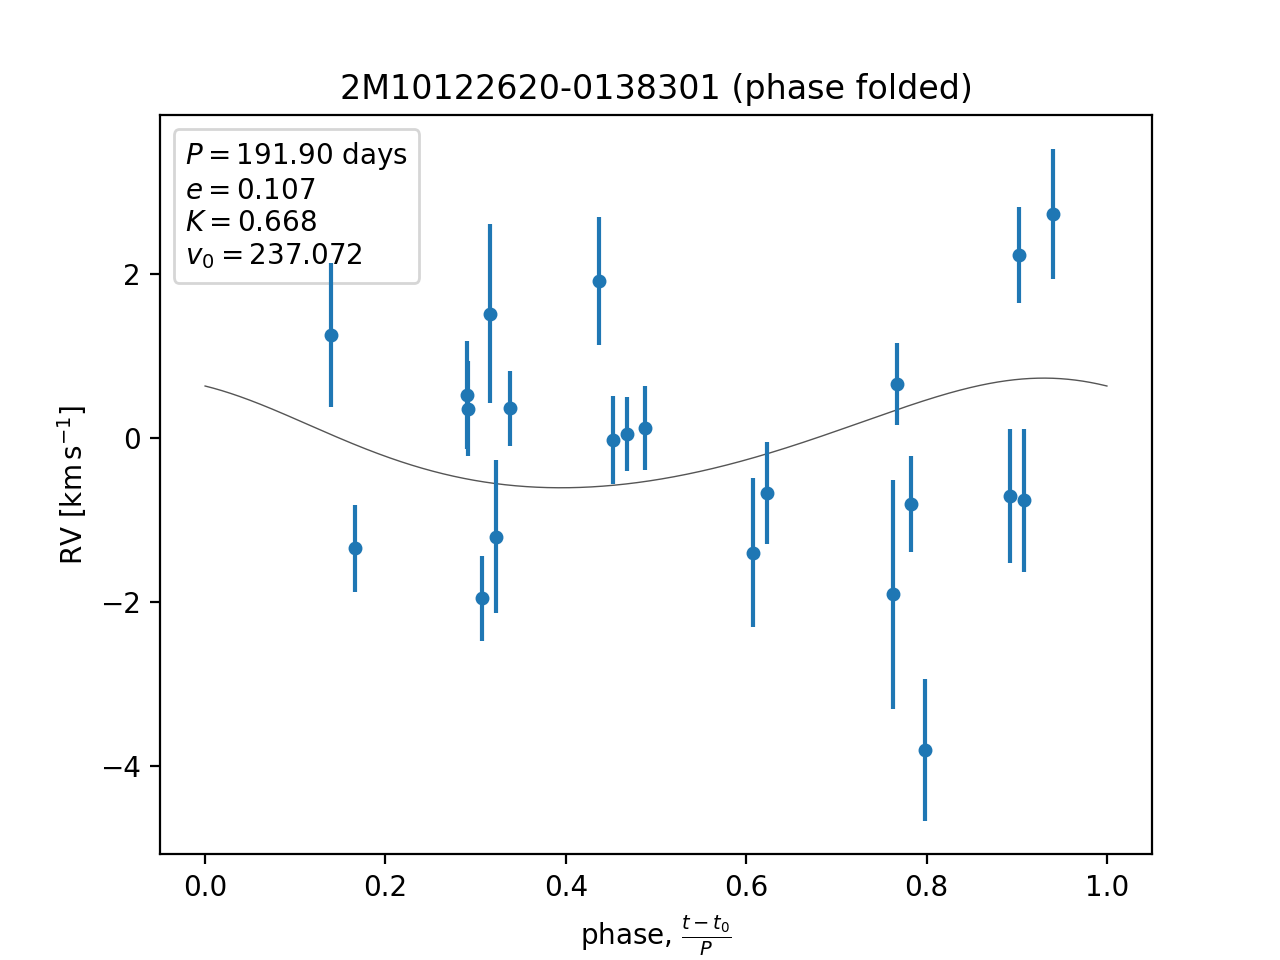 2M10122620-0138301 (phase folded)
P = 191.90 days
e = 0.107
K = 0.668
v₀ = 237.072
2
0
−2
−4
RV [km s⁻¹]
0.0 0.2 0.4 0.6 0.8 1.0
phase, (t − t₀)/P